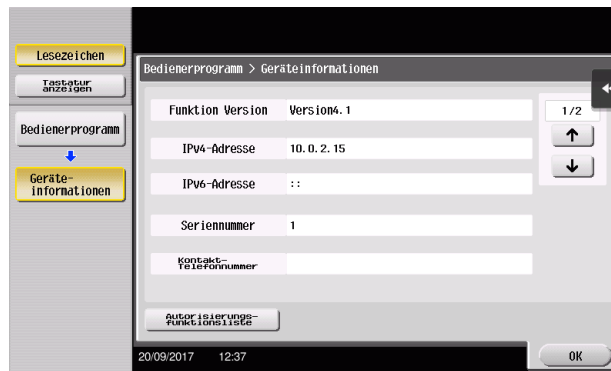 Lesezeichen
Tastatur
anzeigen
Bedienerprogramm
Geräte-
informationen
Bedienerprogramm > Geräteinformationen
1/2
Funktion Version Version4.1
IPv4-Adresse 10.0.2.15
IPv6-Adresse ::
Seriennummer 1
Kontakt-
Telefonnummer
Autorisierungs-
funktionsliste
20/09/2017 12:37
OK